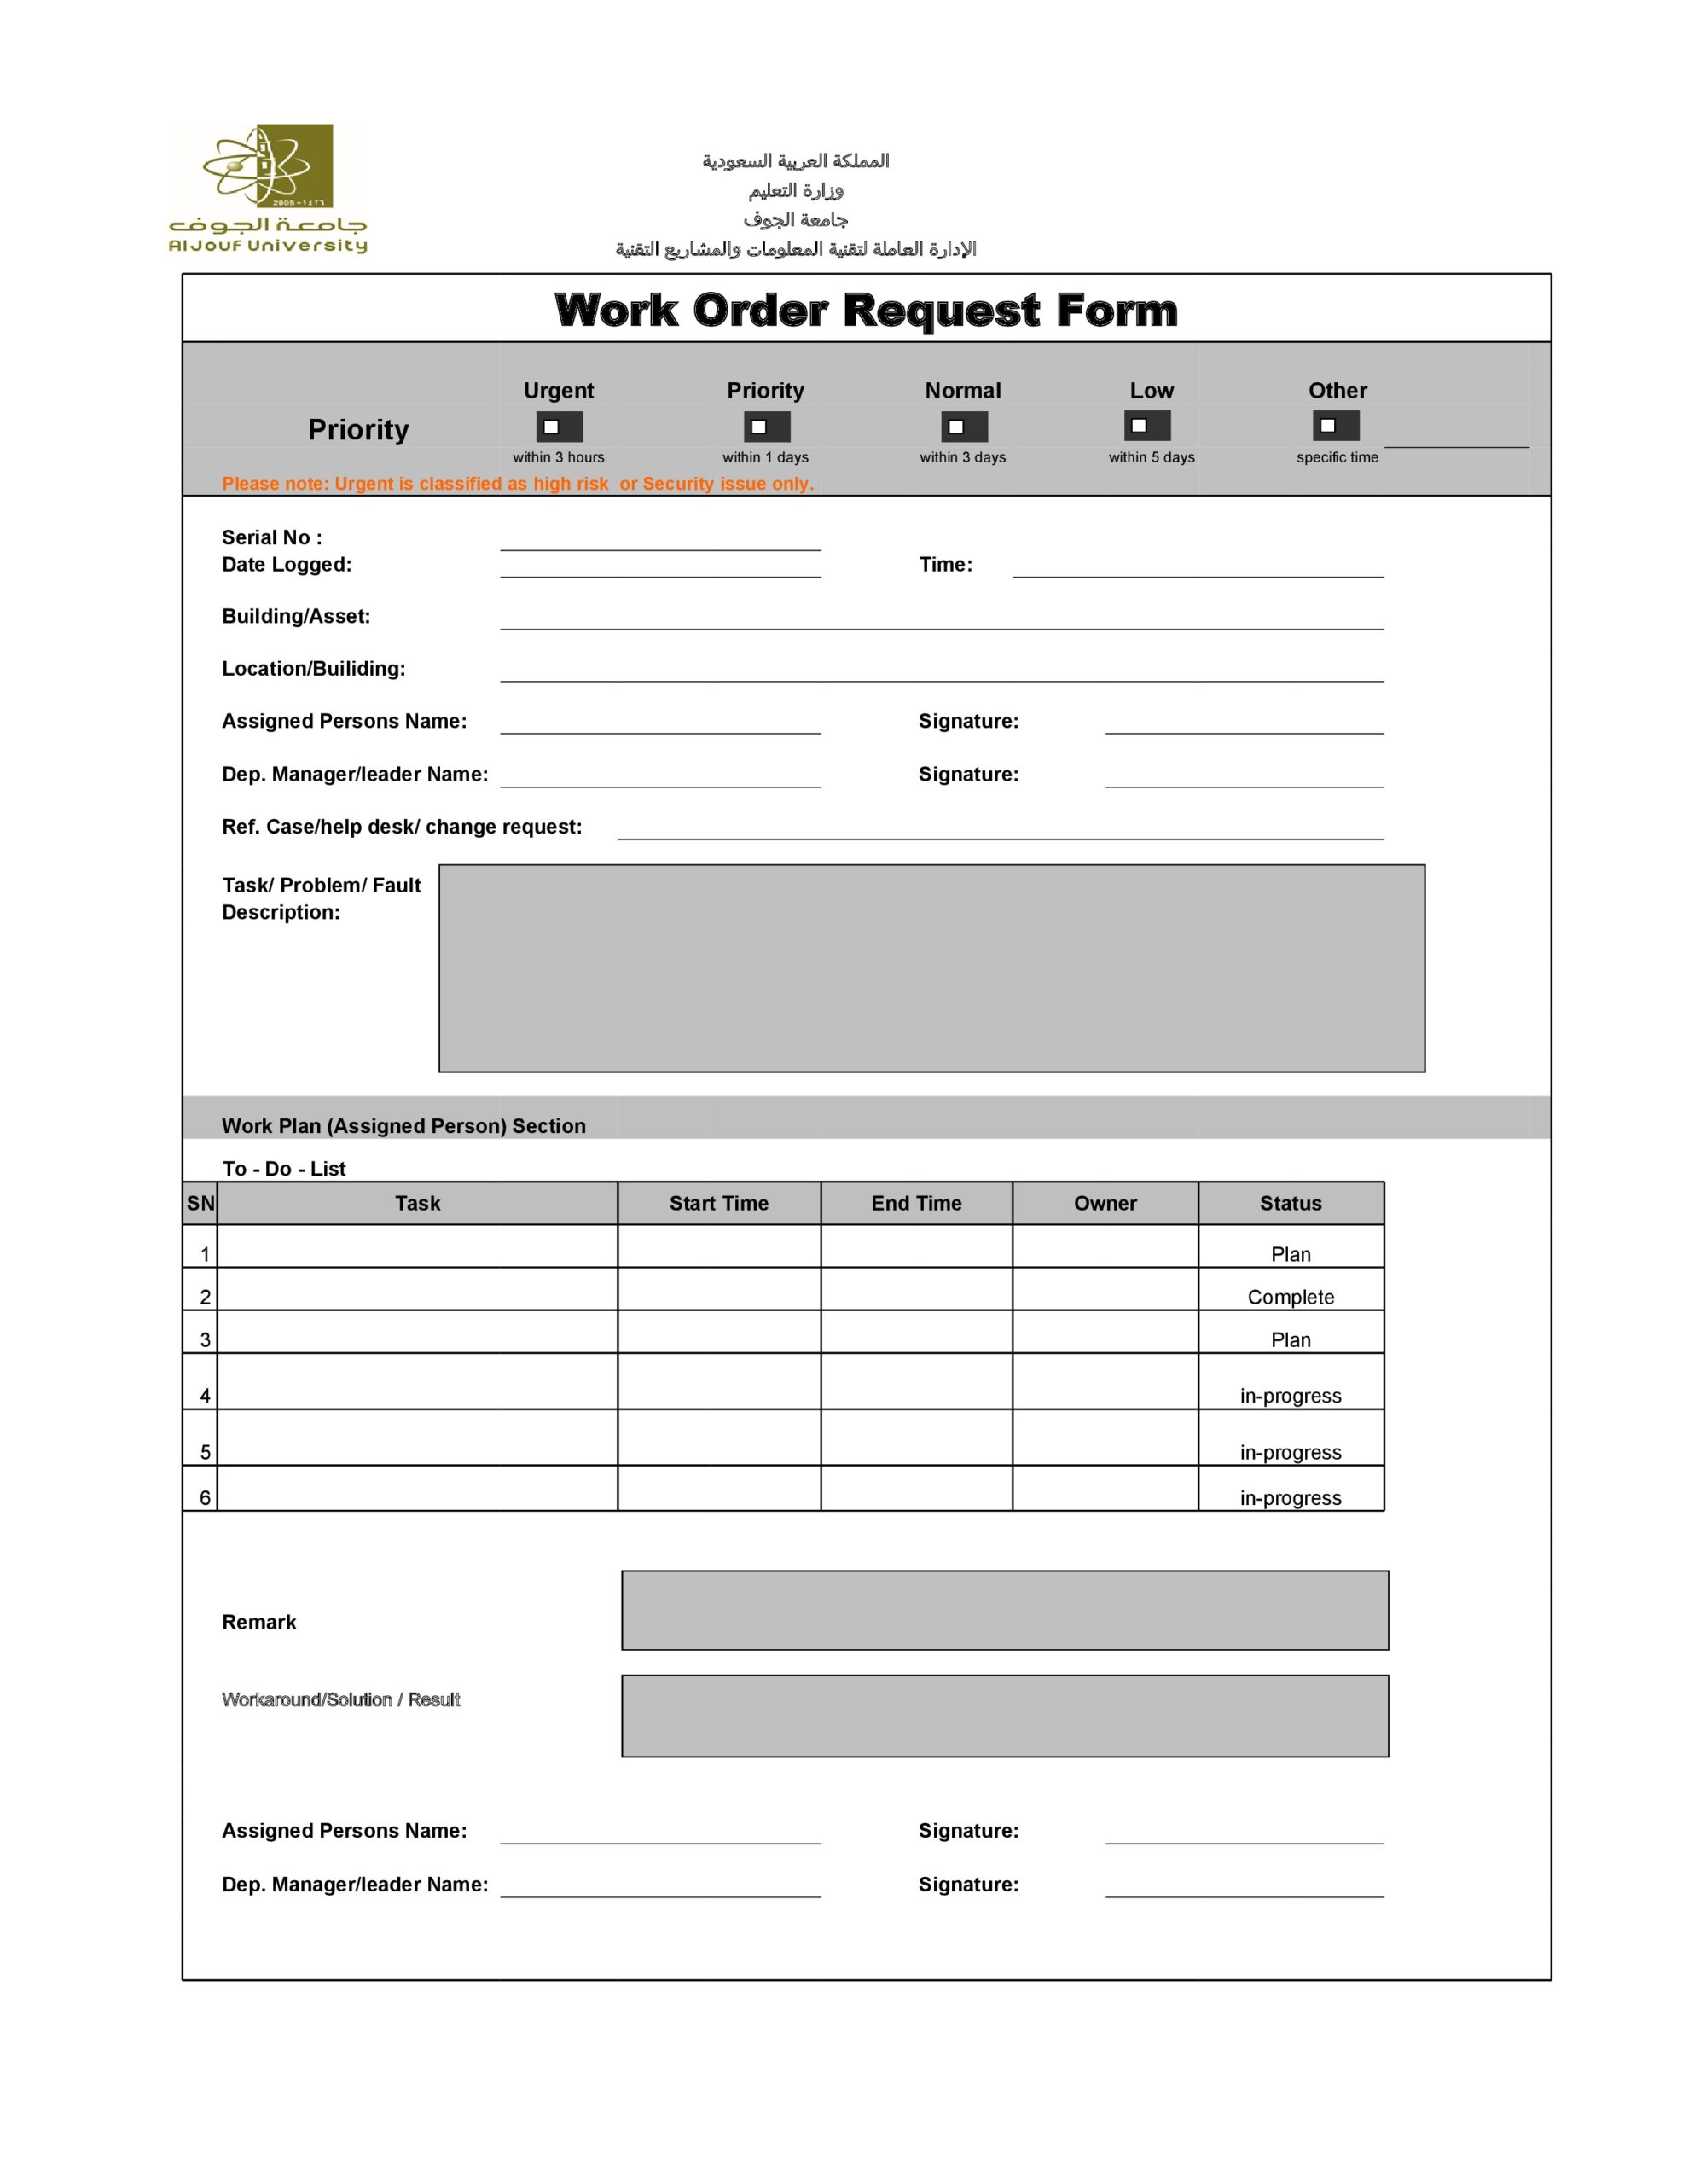 2005-١٤٢٦
جامعة الجوف
AlJouf University
المملكة العربية السعودية
وزارة التعليم
جامعة الجوف
الإدارة العاملة لتقنية المعلومات والمشاريع التقنية
Work Order Request Form
Urgent Priority Normal Low Other
Priority
within 3 hours within 1 days within 3 days within 5 days specific time
Please note: Urgent is classified as high risk or Security issue only.
Serial No :
Date Logged: Time:
Building/Asset:
Location/Builiding:
Assigned Persons Name: Signature:
Dep. Manager/leader Name: Signature:
Ref. Case/help desk/ change request:
Task/ Problem/ Fault
Description:
Work Plan (Assigned Person) Section
To - Do - List
SN Task Start Time End Time Owner Status
1 Plan
2 Complete
3 Plan
4 in-progress
5 in-progress
6 in-progress
Remark
Workaround/Solution / Result
Assigned Persons Name: Signature:
Dep. Manager/leader Name: Signature: